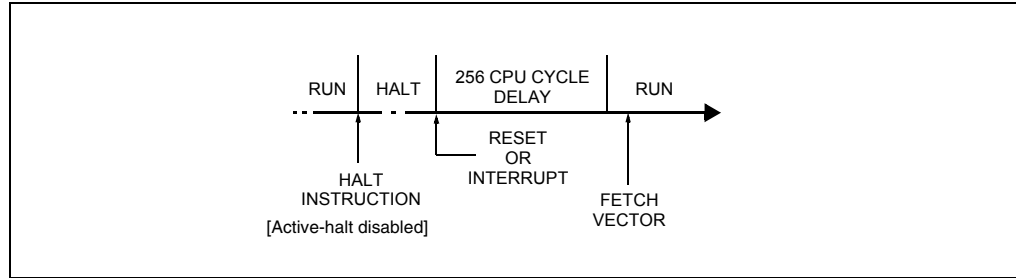 RUN
HALT
256 CPU CYCLE
DELAY
RUN
HALT
INSTRUCTION
[Active-halt disabled]
RESET
OR
INTERRUPT
FETCH
VECTOR